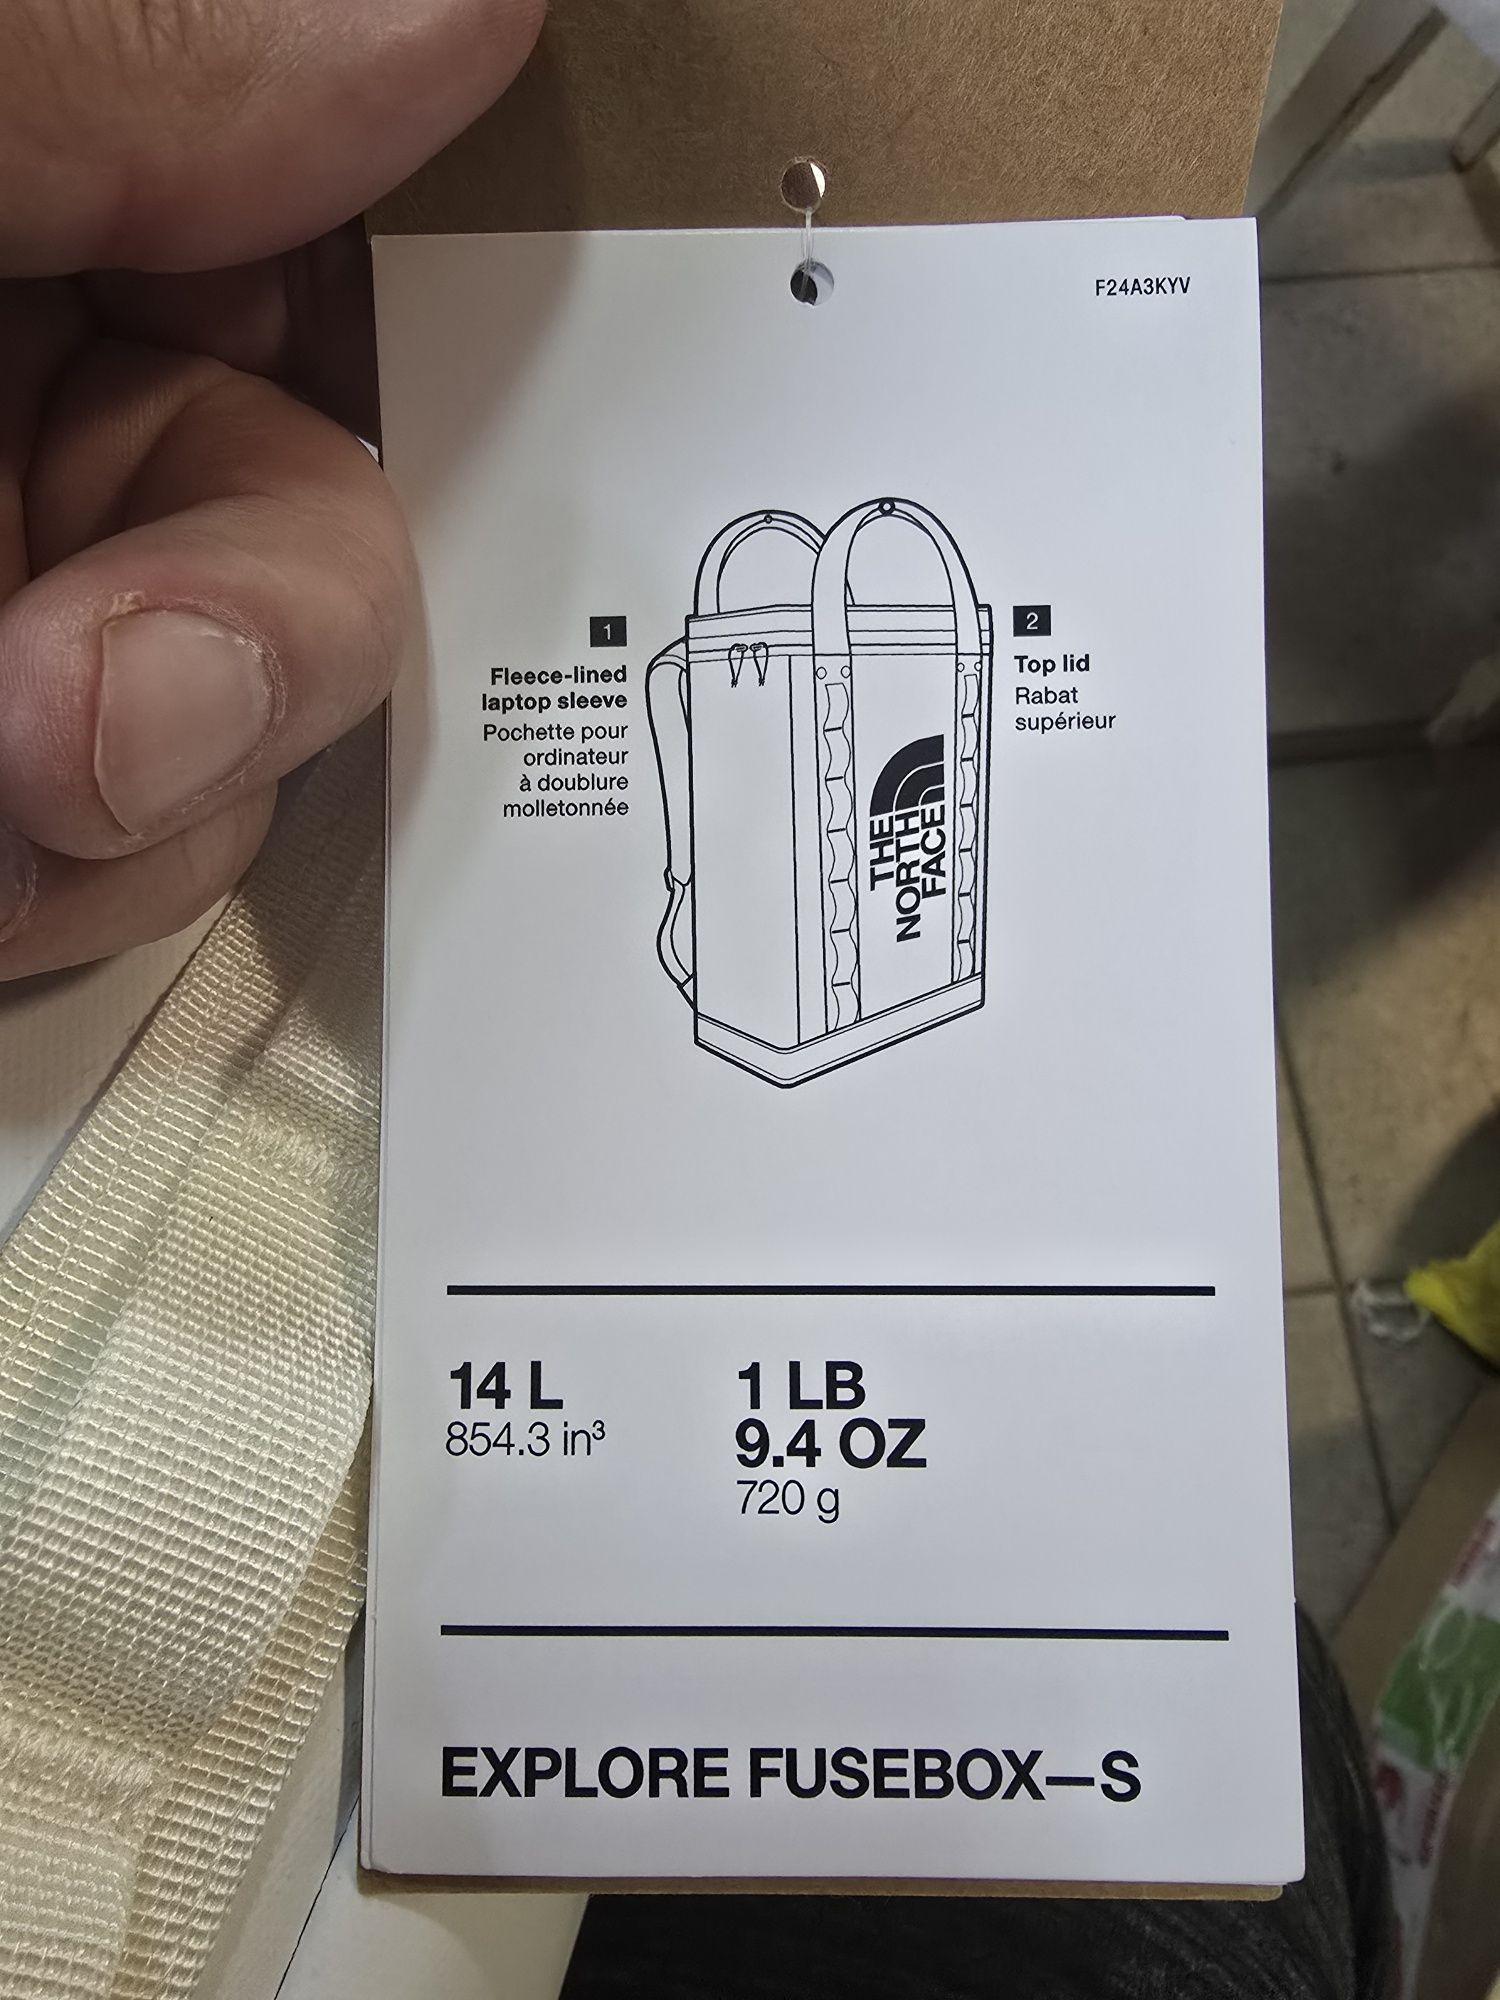 F24A3KYV
1
Fleece-lined
laptop sleeve
Pochette pour
ordinateur
à doublure
molletonnée
2
Top lid
Rabat
supérieur
THE
NORTH
FACE
14 L
854.3 in³
1 LB
9.4 OZ
720 g
EXPLORE FUSEBOX—S